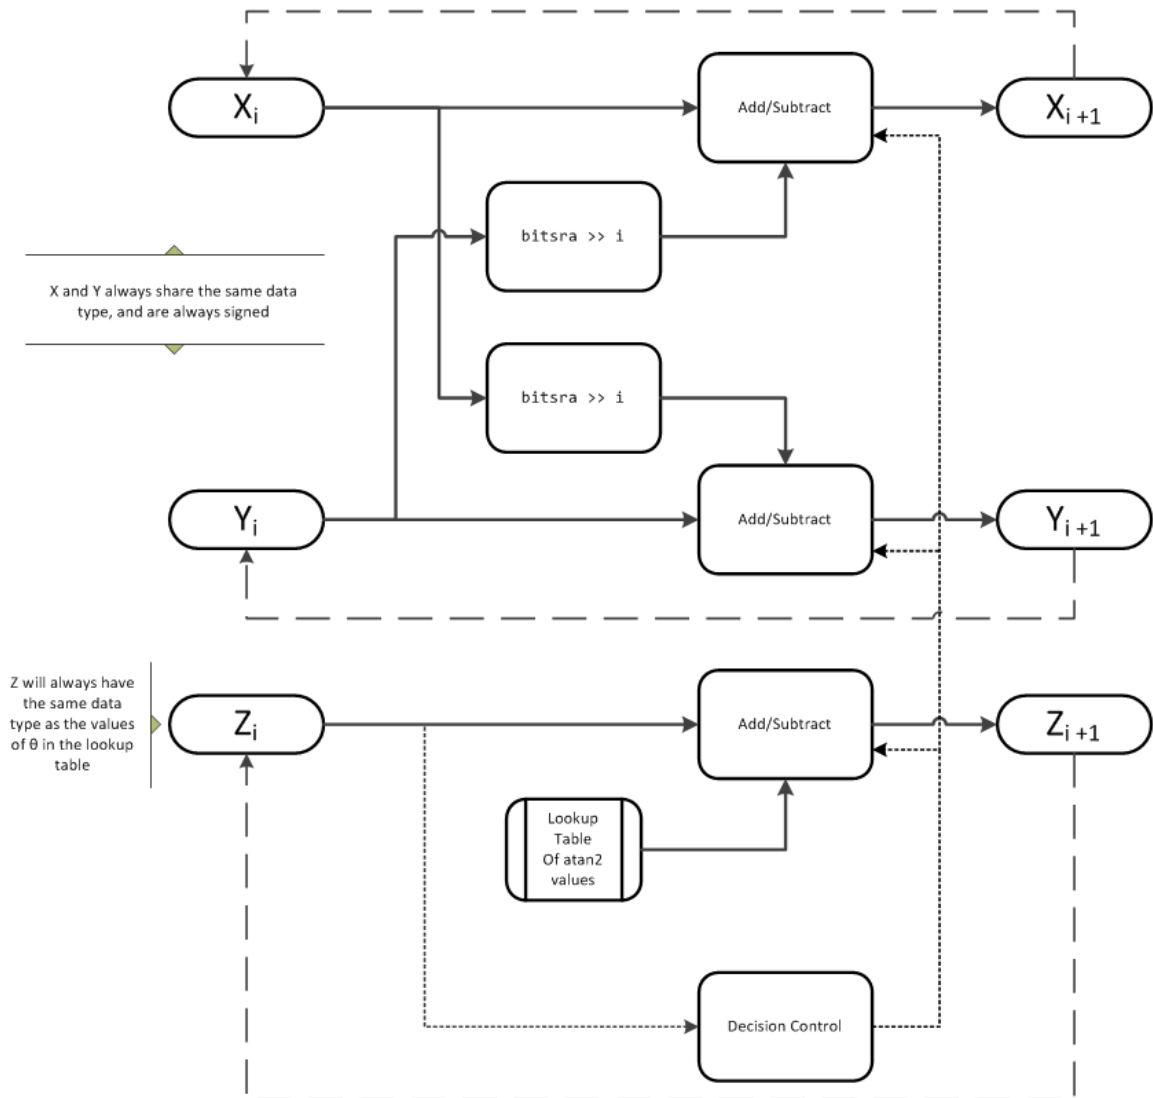 Xi
Add/Subtract
Xi +1
bitsra >> i
X and Y always share the same data
type, and are always signed
bitsra >> i
Yi
Add/Subtract
Yi +1
Z will always have
the same data
type as the values
of θ in the lookup
table
Zi
Add/Subtract
Zi +1
Lookup
Table
Of atan2
values
Decision Control